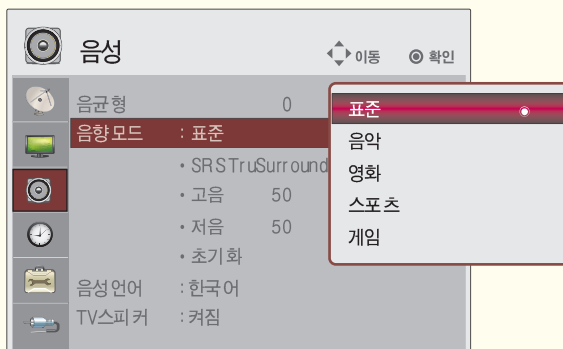 음성
이동 확인
음균형 0
음향모드 : 표준
• SRS TruSurround
• 고음 50
• 저음 50
• 초기화
음성언어 : 한국어
TV스피커 : 켜짐
표준
음악
영화
스포츠
게임